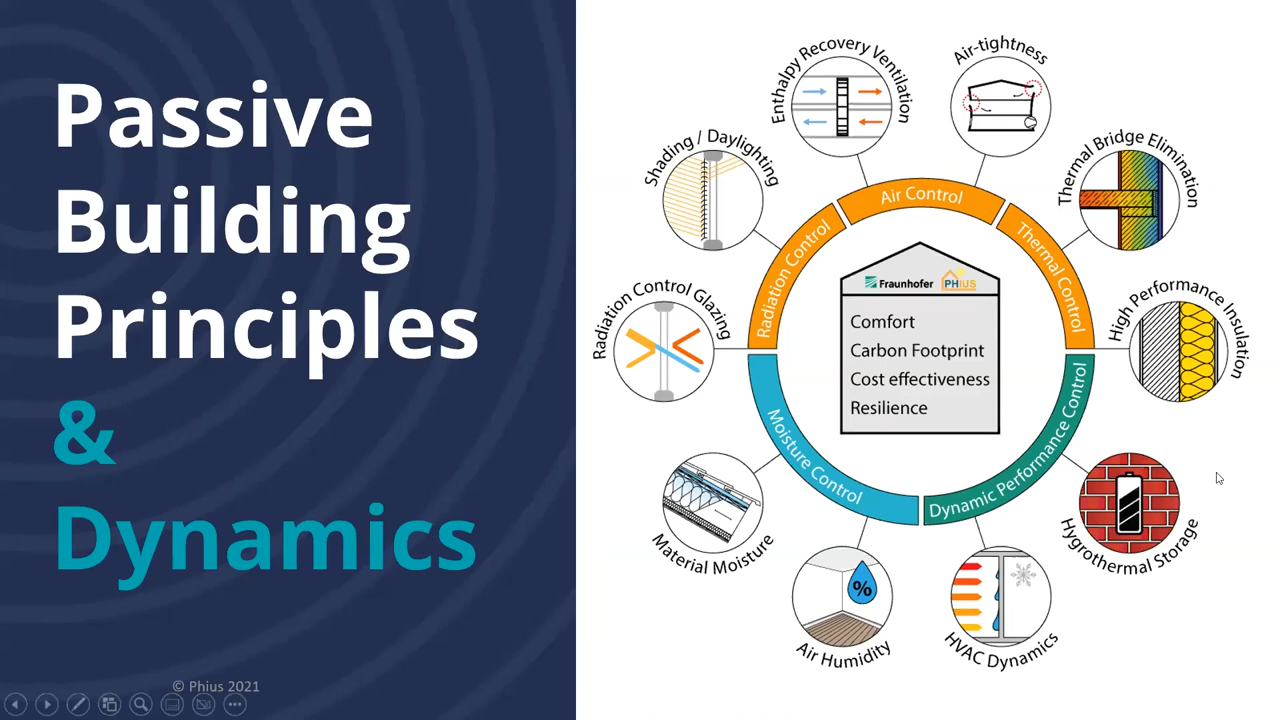 Passive
Building
Principles
&
Dynamics
© Phius 2021
Enthalpy Recovery Ventilation
Air-tightness
Shading / Daylighting
Thermal Bridge Elimination
Radiation Control Glazing
High Performance Insulation
Air Control
Radiation Control
Thermal Control
Fraunhofer
PHIUS
Comfort
Carbon Footprint
Cost effectiveness
Resilience
Moisture Control
Dynamic Performance Control
Material Moisture
Hygrothermal Storage
%
Air Humidity
HVAC Dynamics